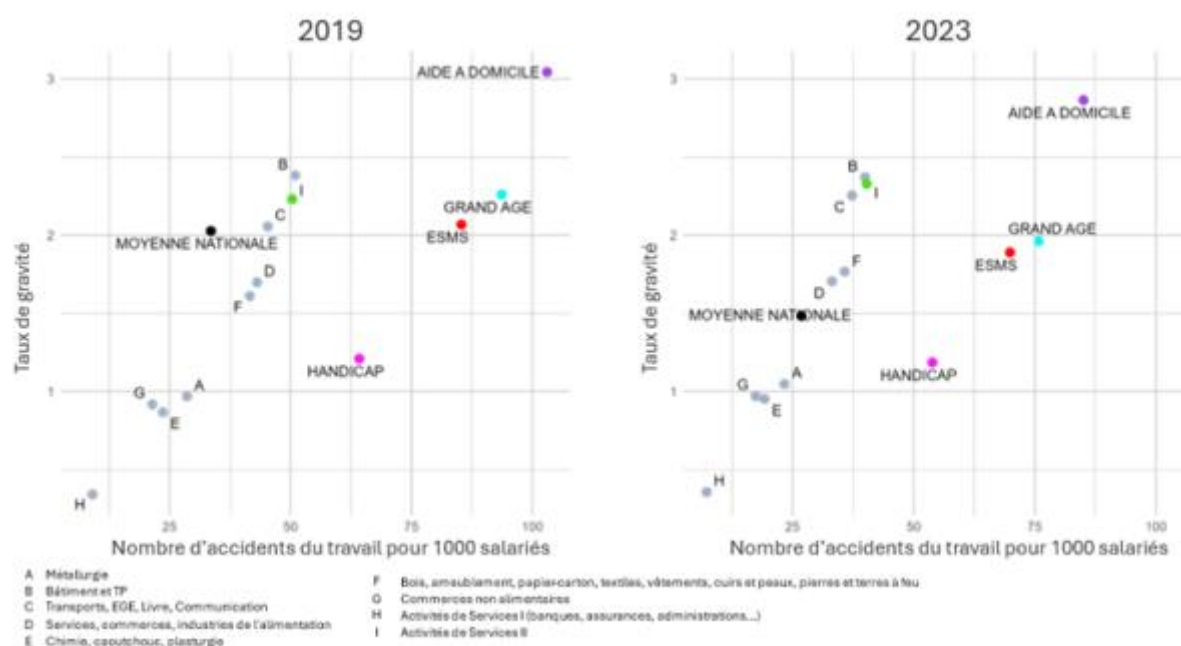 2019
2023
Taux de gravité
3
2
1
AIDE A DOMICILE
B
I
C
GRAND AGE
ESMS
MOYENNE NATIONALE
D
F
HANDICAP
G
A
E
H
25
50
75
100
Nombre d'accidents du travail pour 1000 salariés
Taux de gravité
3
2
1
AIDE A DOMICILE
B
I
C
GRAND AGE
ESMS
F
D
MOYENNE NATIONALE
HANDICAP
G
A
E
H
25
50
75
100
Nombre d'accidents du travail pour 1000 salariés
A Métallurgie
B Bâtiment et TP
C Transports, EGE, Livre, Communication
D Services, commerces, industries de l'alimentation
E Chimie, caoutchouc, plasturgie
F Bois, ameublement, papier-carton, textiles, vêtements, cuirs et peaux, pierres et terres à feu
G Commerces non alimentaires
H Activités de Services I (banques, assurances, administrations...)
I Activités de Services II